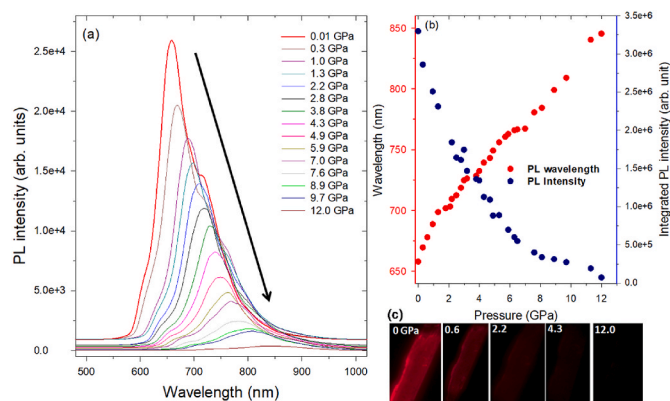 (a)
0.01 GPa
0.3 GPa
1.0 GPa
1.3 GPa
2.2 GPa
2.8 GPa
3.8 GPa
4.3 GPa
4.9 GPa
5.9 GPa
7.0 GPa
7.6 GPa
8.9 GPa
9.7 GPa
12.0 GPa
2.5e+4
2.0e+4
1.5e+4
1.0e+4
5.0e+3
0.0
PL intensity (arb. units)
500 600 700 800 900 1000
Wavelength (nm)
(b)
850
800
750
700
650
Wavelength (nm)
PL wavelength
PL Intensity
3.5e+6
3.0e+6
2.5e+6
2.0e+6
1.5e+6
1.0e+6
5.0e+5
0.0
Integrated PL intensity (arb. unit)
0 2 4 6 8 10 12
Pressure (GPa)
(c)
0 GPa 0.6 2.2 4.3 12.0